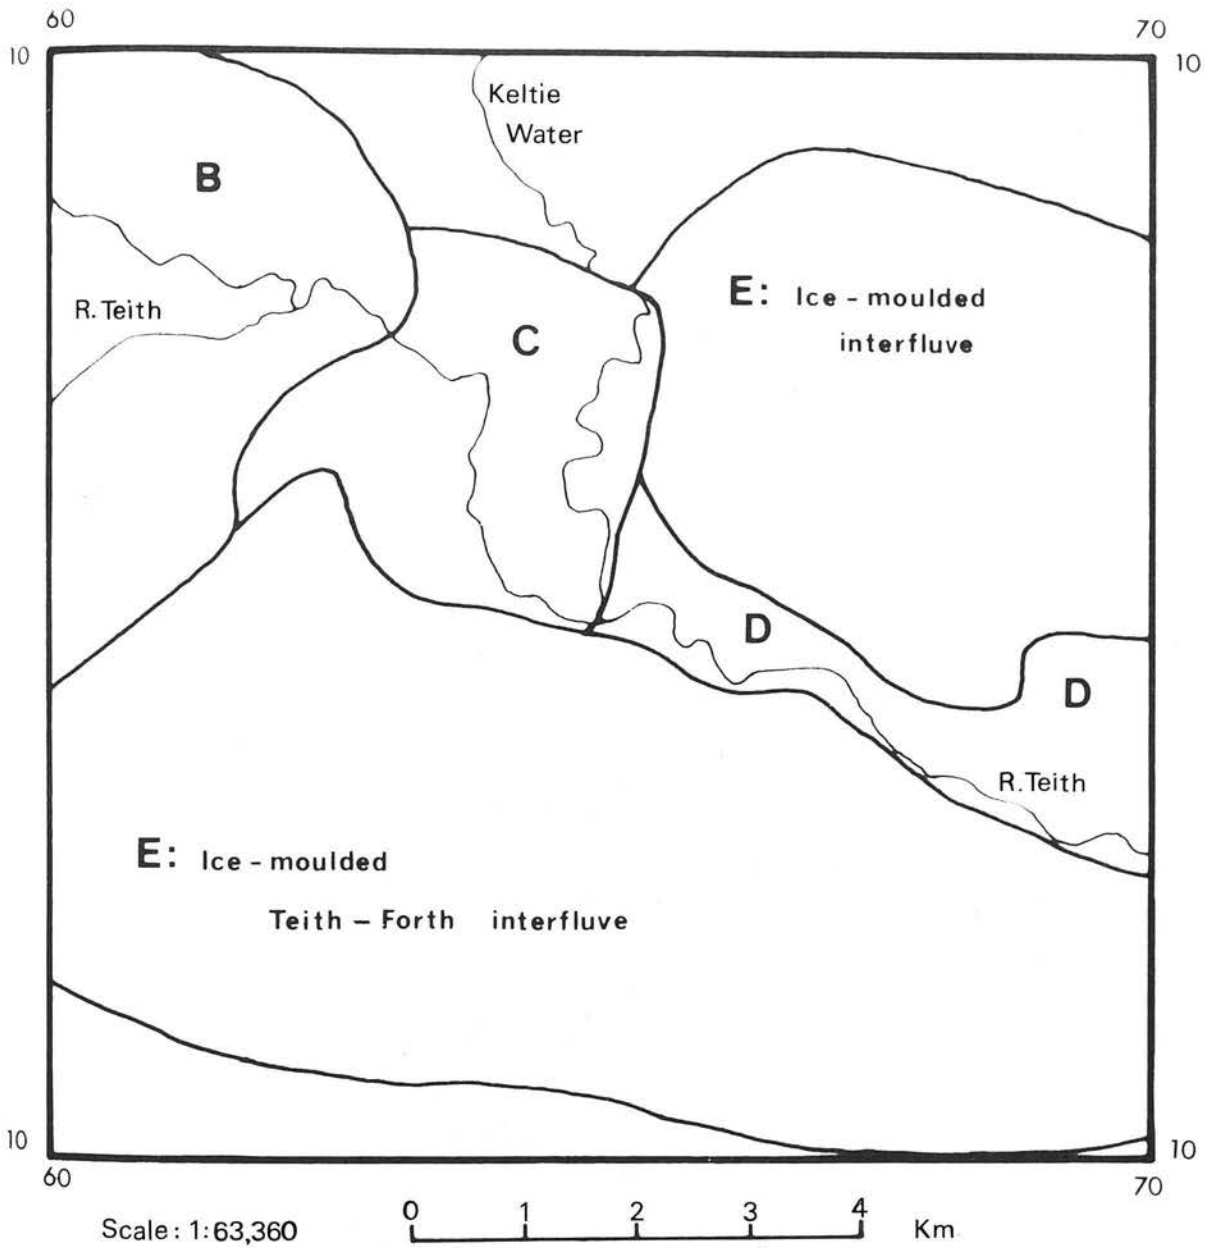 60
70
10
10
Keltie
Water
B
R. Teith
E: Ice - moulded
interfluve
C
D
D
R. Teith
E: Ice - moulded
Teith - Forth interfluve
10
10
60
70
Scale: 1:63,360
0 1 2 3 4 Km